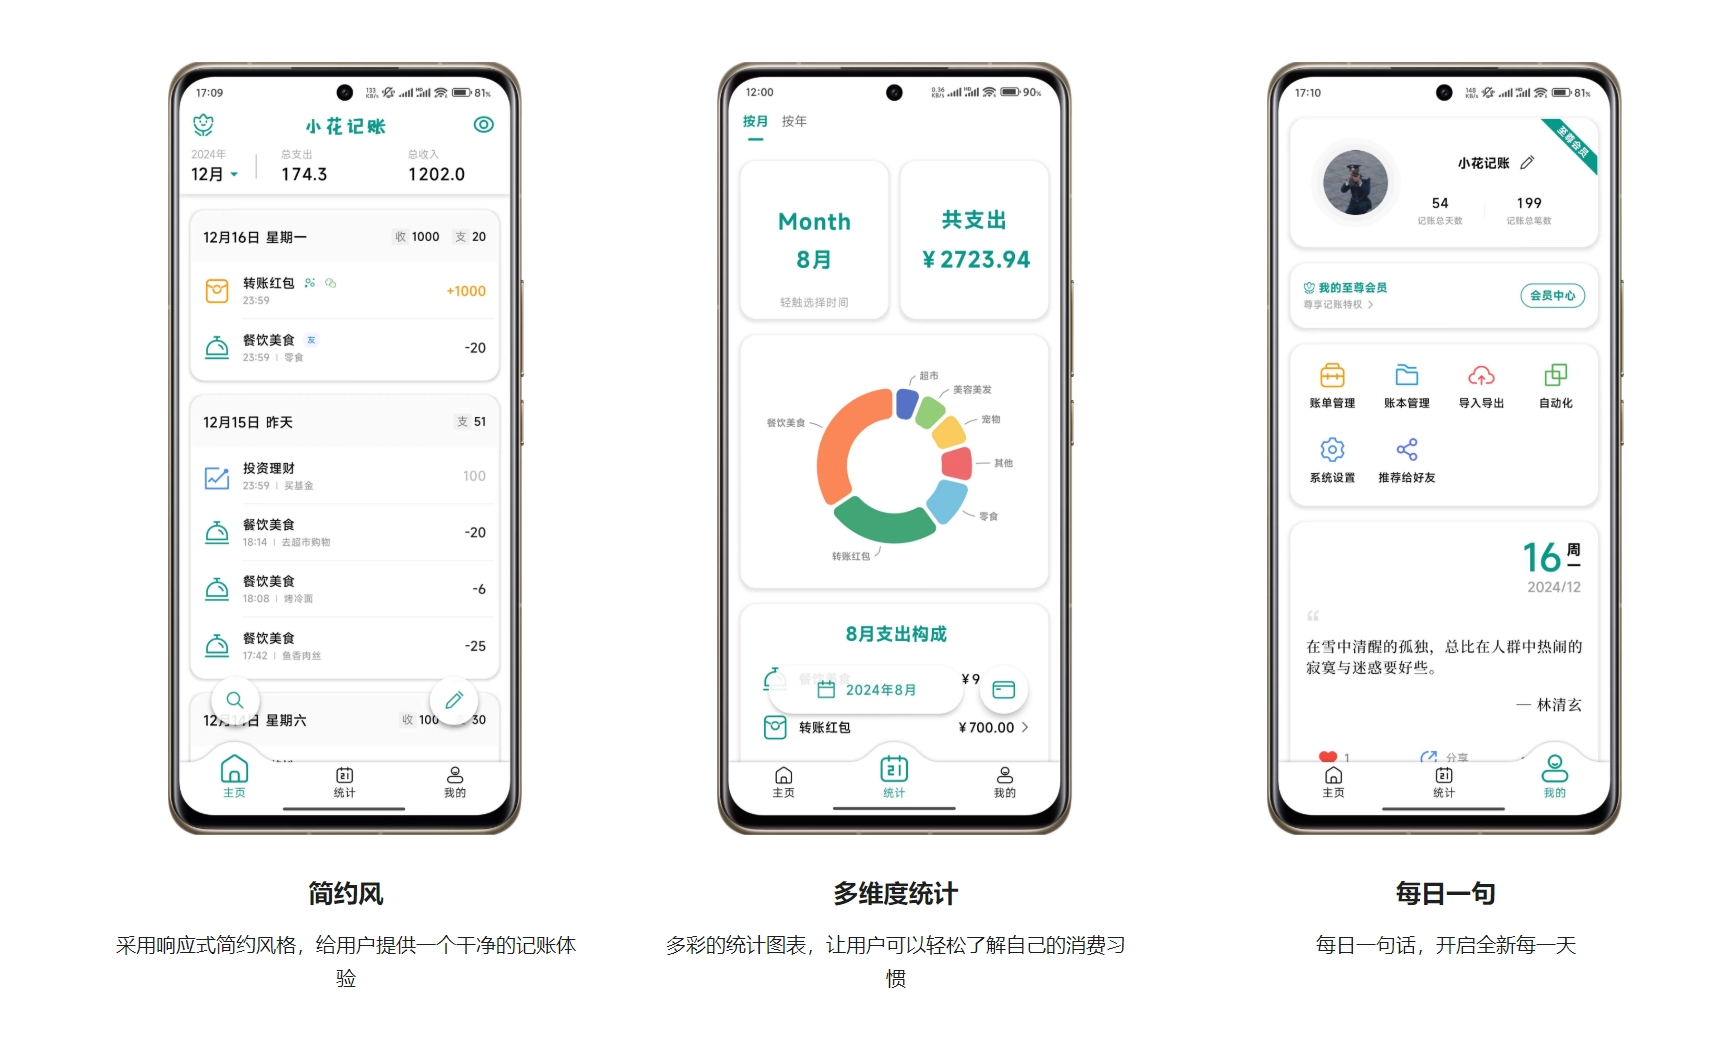 17:09
133 KB/s
HD
81%
小花记账
2024年
总支出
总收入
12月
174.3
1202.0
12月16日 星期一
收 1000
支 20
转账红包
23:59
+1000
餐饮美食 友
23:59 | 零食
-20
12月15日 昨天
支 51
投资理财
23:59 | 买基金
100
餐饮美食
18:14 | 去超市购物
-20
餐饮美食
18:08 | 烤冷面
-6
餐饮美食
17:42 | 鱼香肉丝
-25
星期六
收 100
30
主页
统计
我的
简约风
采用响应式简约风格，给用户提供一个干净的记账体
验
12:00
0.36 KB/s
HD
90%
按月 按年
Month
8月
轻触选择时间
共支出
¥2723.94
超市
美容美发
宠物
其他
零食
转账红包
餐饮美食
8月支出构成
餐饮美食
¥9
2024年8月
转账红包
¥700.00
主页
统计
我的
多维度统计
多彩的统计图表，让用户可以轻松了解自己的消费习
惯
17:10
148 KB/s
HD
81%
至尊会员
小花记账
54
199
记账总天数
记账总笔数
我的至尊会员
尊享记账特权
会员中心
账单管理
账本管理
导入导出
自动化
系统设置
推荐给好友
16 周一
2024/12
“
在雪中清醒的孤独，总比在人群中热闹的
寂寞与迷惑要好些。
— 林清玄
1
分享
主页
统计
我的
每日一句
每日一句话，开启全新每一天